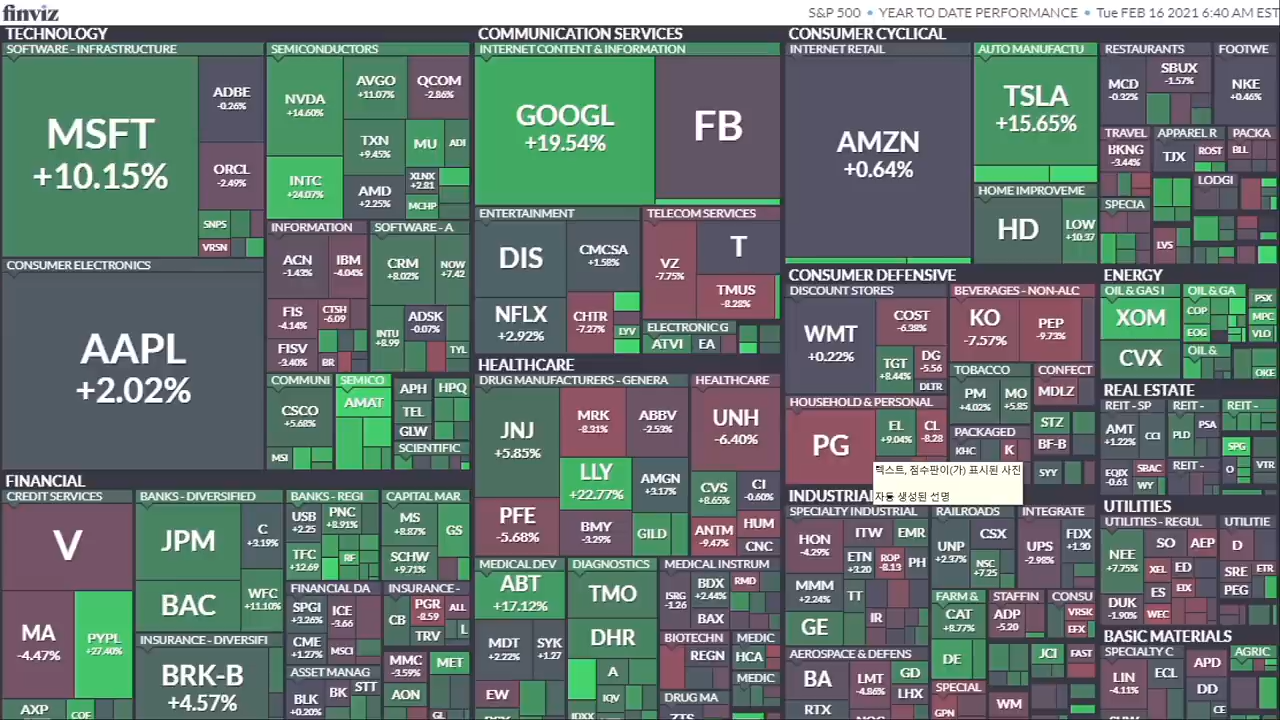 finviz
S&P 500 • YEAR TO DATE PERFORMANCE • Tue FEB 16 2021 6:40 AM EST
TECHNOLOGY
SOFTWARE - INFRASTRUCTURE
MSFT
+10.15%
ADBE
-0.26%
ORCL
-2.49%
SNPS
VRSN
SEMICONDUCTORS
NVDA
+14.60%
AVGO
+11.07%
QCOM
-2.86%
TXN
+9.45%
MU
ADI
INTC
+24.07%
AMD
+2.25%
XLNX
+2.81
MCHP
CONSUMER ELECTRONICS
AAPL
+2.02%
INFORMATION
ACN
-1.43%
IBM
-4.04%
FIS
-4.14%
CTSH
-6.09
FISV
-3.40%
BR
SOFTWARE - A
CRM
+8.02%
NOW
+7.42
INTU
+8.99
ADSK
-0.07%
TYL
COMMUNI
CSCO
+5.68%
MSI
SEMICO
AMAT
APH
HPQ
TEL
GLW
SCIENTIFIC
COMMUNICATION SERVICES
INTERNET CONTENT & INFORMATION
GOOGL
+19.54%
FB
ENTERTAINMENT
DIS
CMCSA
+1.58%
NFLX
+2.92%
CHTR
-7.27%
LYV
TELECOM SERVICES
VZ
-7.75%
T
TMUS
-8.28%
ELECTRONIC G
ATVI
EA
CONSUMER CYCLICAL
INTERNET RETAIL
AMZN
+0.64%
AUTO MANUFACTU
TSLA
+15.65%
HOME IMPROVEME
HD
LOW
+10.37
RESTAURANTS
MCD
-0.32%
SBUX
-1.57%
FOOTWE
NKE
+0.46%
TRAVEL
BKNG
-3.44%
APPAREL R
TJX
ROST
PACKA
BLL
LODGI
SPECIA
LVS
CONSUMER DEFENSIVE
DISCOUNT STORES
WMT
+0.22%
COST
-6.38%
TGT
+8.44%
DG
-5.56
DLTR
BEVERAGES - NON-ALC
KO
-7.57%
PEP
-9.73%
TOBACCO
PM
+4.02%
MO
+5.85
CONFECT
MDLZ
HOUSEHOLD & PERSONAL
PG
EL
+9.04%
CL
-8.28
PACKAGED
KHC
K
STZ
BF-B
SYY
텍스트, 점수판이(가) 표시된 사진
자동 생성된 설명
ENERGY
OIL & GAS I
XOM
CVX
OIL & GA
COP
EOG
OIL &
PSX
MPC
VLO
OKE
REAL ESTATE
REIT - SP
AMT
+1.22%
CCI
EQIX
-0.61
SBAC
WY
REIT -
PLD
PSA
REIT -
REIT -
SPG
O
VTR
FINANCIAL
CREDIT SERVICES
V
MA
-4.47%
PYPL
+27.40%
AXP
COF
BANKS - DIVERSIFIED
JPM
C
+3.19%
BAC
WFC
+11.10%
INSURANCE - DIVERSIFI
BRK-B
+4.57%
BANKS - REGI
USB
+2.25
PNC
+8.91%
TFC
+12.69
RF
CAPITAL MAR
MS
+8.87%
GS
SCHW
+9.71%
FINANCIAL DA
SPGI
+3.26%
ICE
-3.66
CME
+1.27%
MSCI
INSURANCE -
CB
PGR
-8.59
ALL
TRV
L
ASSET MANAG
BLK
+0.20%
BK
STT
MMC
-3.59%
MET
AON
GL
HEALTHCARE
DRUG MANUFACTURERS - GENERA
JNJ
+5.85%
MRK
-8.31%
ABBV
-2.53%
LLY
+22.77%
AMGN
+3.17%
PFE
-5.68%
BMY
-3.29%
GILD
HEALTHCARE
UNH
-6.40%
CVS
+8.65%
CI
-0.60%
ANTM
-9.47%
HUM
CNC
MEDICAL DEV
ABT
+17.12%
MDT
+2.22%
SYK
+1.27
EW
DIAGNOSTICS
TMO
DHR
A
IQV
IDXX
MEDICAL INSTRUM
ISRG
-1.26
BDX
+2.44%
RMD
BAX
BIOTECHN
REGN
MEDIC
HCA
MEDIC
DRUG MA
ZTS
INDUSTRIAL
SPECIALTY INDUSTRIAL
HON
-4.29%
ITW
EMR
ETN
+3.20
ROP
-8.13
PH
MMM
+2.24%
TT
GE
IR
RAILROADS
UNP
+2.37%
CSX
NSC
+7.25
INTEGRATE
UPS
-2.98%
FDX
+1.30
FARM &
CAT
+8.77%
DE
STAFFIN
ADP
-5.20
CONSU
VRSK
EFX
JCI
FAST
AEROSPACE & DEFENS
BA
LMT
-4.86%
GD
LHX
RTX
NOC
SPECIAL
GPN
WM
UTILITIES
UTILITIES - REGUL
NEE
+7.75%
SO
AEP
XEL
ED
ES
EIX
DUK
-1.90%
WEC
UTILITIE
D
SRE
ETR
PEG
BASIC MATERIALS
SPECIALTY C
LIN
-4.11%
ECL
APD
DD
CE
AGRIC